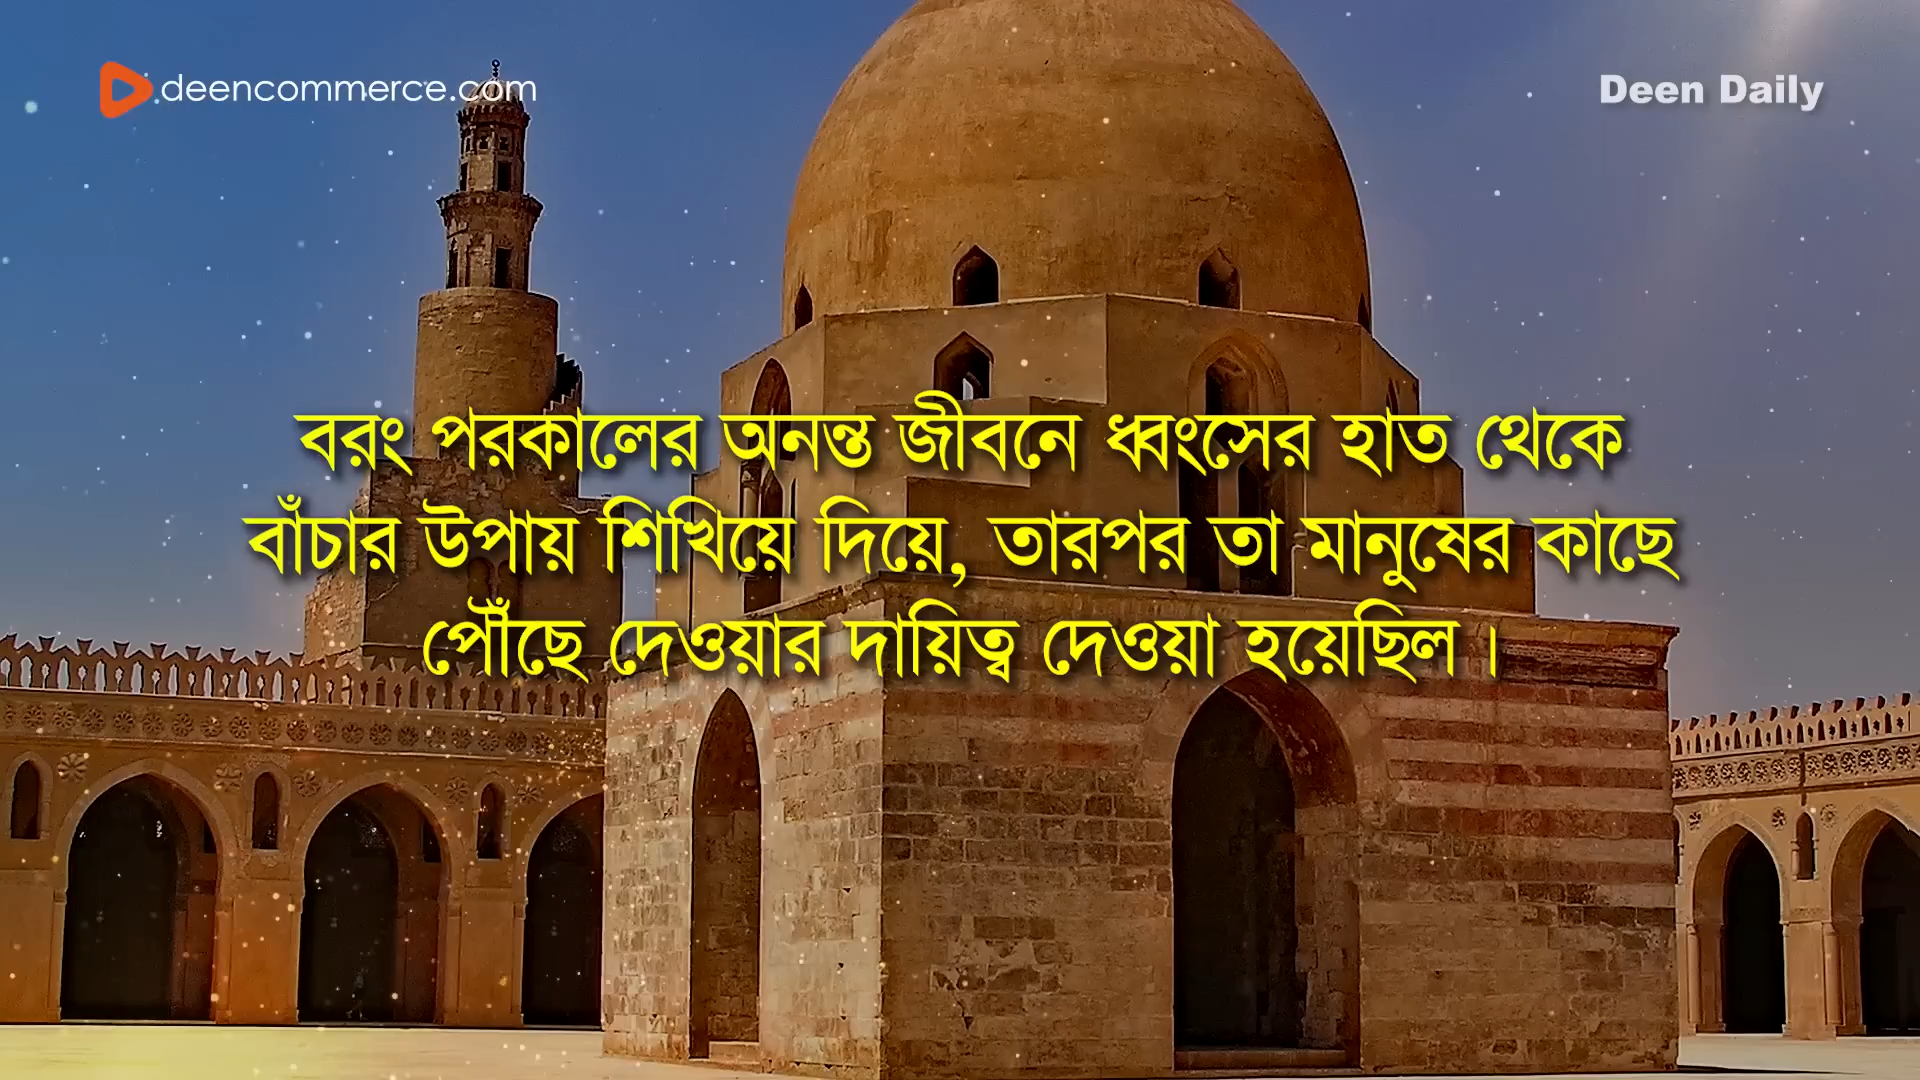 deencommerce.com
Deen Daily
বরং পরকালের অনন্ত জীবনে ধ্বংসের হাত থেকে
বাঁচার উপায় শিখিয়ে দিয়ে, তারপর তা মানুষের কাছে
পৌঁছে দেওয়ার দায়িত্ব দেওয়া হয়েছিল।